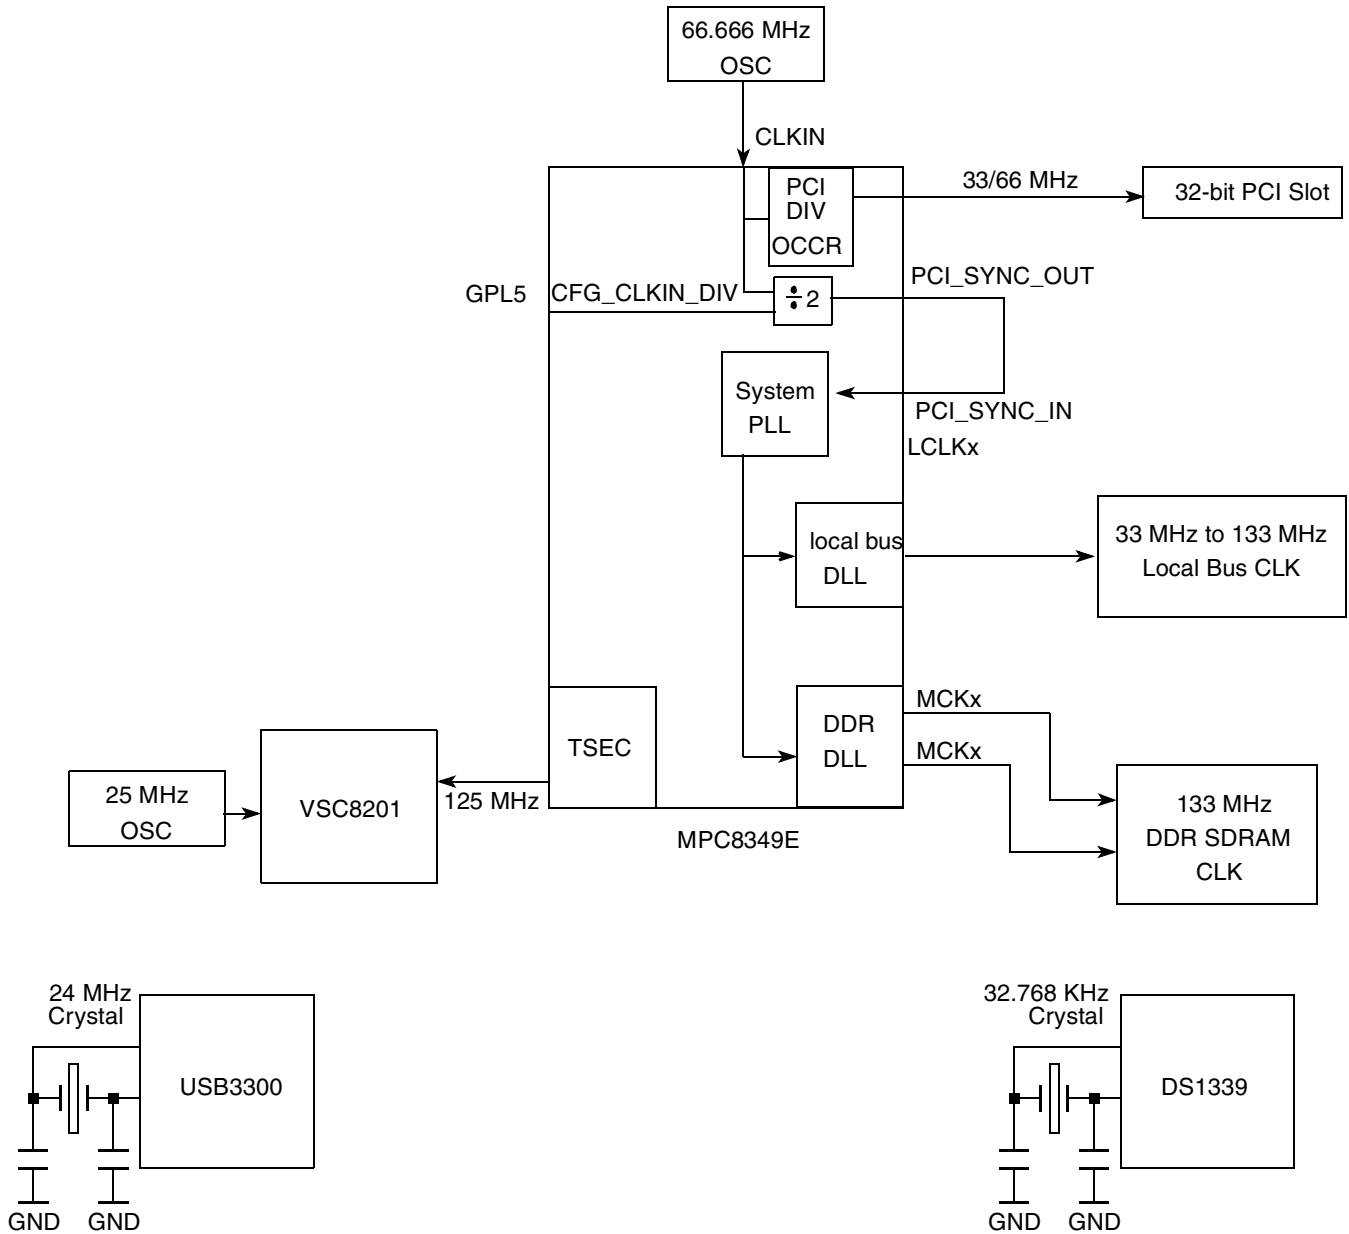 66.666 MHz
OSC
CLKIN
PCI
DIV
OCCR
33/66 MHz
32-bit PCI Slot
GPL5
CFG_CLKIN_DIV
÷ 2
PCI_SYNC_OUT
System
PLL
PCI_SYNC_IN
LCLKx
local bus
DLL
33 MHz to 133 MHz
Local Bus CLK
TSEC
DDR
DLL
MCKx
MCKx
25 MHz
OSC
VSC8201
125 MHz
133 MHz
DDR SDRAM
CLK
MPC8349E
24 MHz
Crystal
USB3300
GND
GND
32.768 KHz
Crystal
DS1339
GND
GND